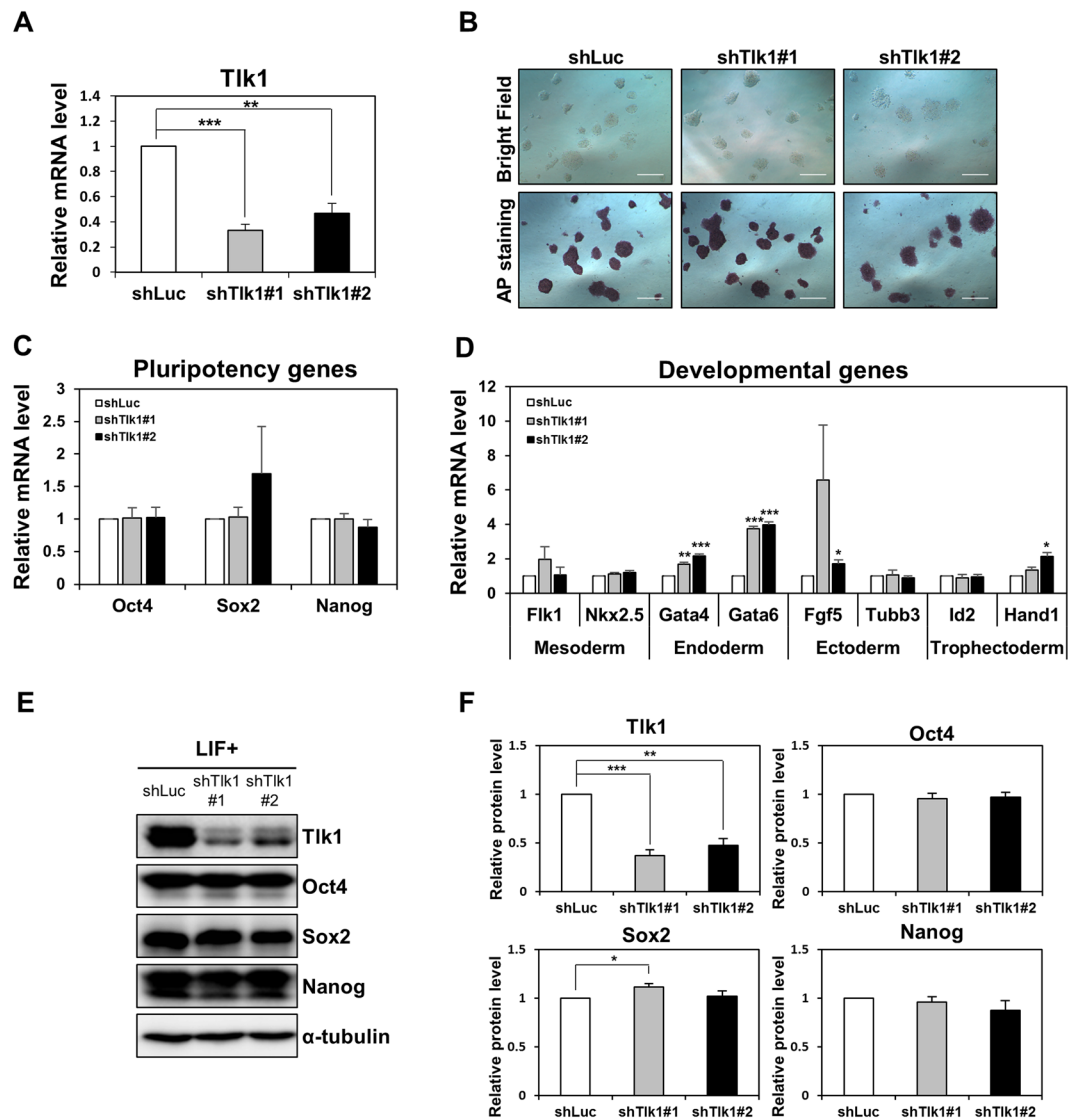 A
Tlk1
Relative mRNA level
1.4
1.2
1
0.8
0.6
0.4
0.2
0
***
**
shLuc shTlk1#1 shTlk1#2
B
shLuc shTlk1#1 shTlk1#2
Bright Field
AP staining
C
Pluripotency genes
Relative mRNA level
3
2.5
2
1.5
1
0.5
0
shLuc
shTlk1#1
shTlk1#2
Oct4 Sox2 Nanog
D
Developmental genes
Relative mRNA level
12
10
8
6
4
2
0
shLuc
shTlk1#1
shTlk1#2
** *** *** *** * *
Flk1 Nkx2.5 Gata4 Gata6 Fgf5 Tubb3 Id2 Hand1
Mesoderm Endoderm Ectoderm Trophectoderm
E
LIF+
shLuc shTlk1 #1 shTlk1 #2
Tlk1
Oct4
Sox2
Nanog
α-tubulin
F
Tlk1
Relative protein level
1.5
1
0.5
0
**
***
shLuc shTlk1#1 shTlk1#2
Oct4
Relative protein level
1.5
1
0.5
0
shLuc shTlk1#1 shTlk1#2
Sox2
Relative protein level
1.5
1
0.5
0
*
shLuc shTlk1#1 shTlk1#2
Nanog
Relative protein level
1.5
1
0.5
0
shLuc shTlk1#1 shTlk1#2